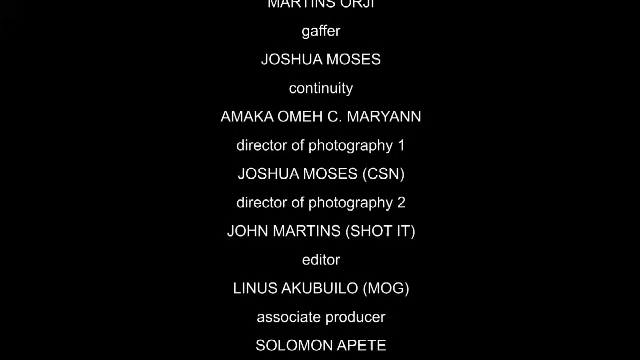 MARTINS ORJI
gaffer
JOSHUA MOSES
continuity
AMAKA OMEH C. MARYANN
director of photography 1
JOSHUA MOSES (CSN)
director of photography 2
JOHN MARTINS (SHOT IT)
editor
LINUS AKUBUILO (MOG)
associate producer
SOLOMON APETE